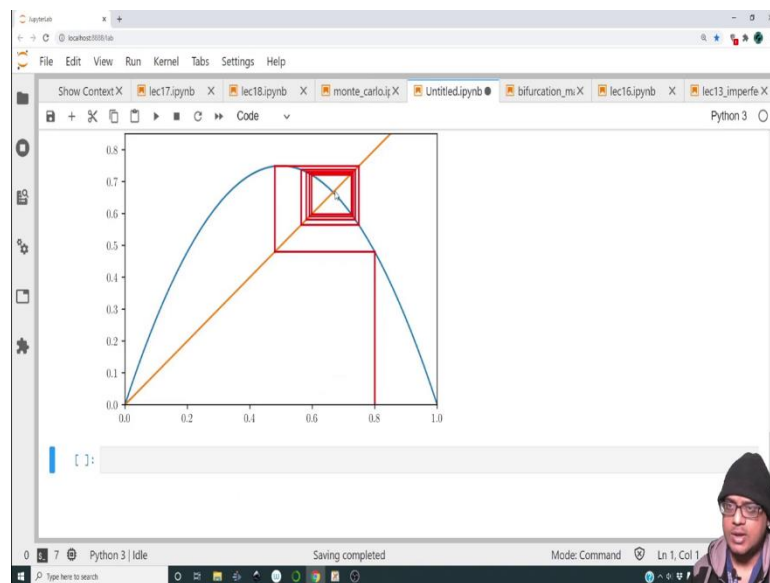 JupyterLab
localhost:8888/lab
File Edit View Run Kernel Tabs Settings Help
Show Context lec17.ipynb lec18.ipynb monte_carlo.ip Untitled.ipynb bifurcation_ma lec16.ipynb lec13_imperfe
Code Python 3
0.8
0.7
0.6
0.5
0.4
0.3
0.2
0.1
0.0
0.0 0.2 0.4 0.6 0.8 1.0
[ ]:
0 7 Python 3 | Idle Saving completed Mode: Command Ln 1, Col 1
Type here to search